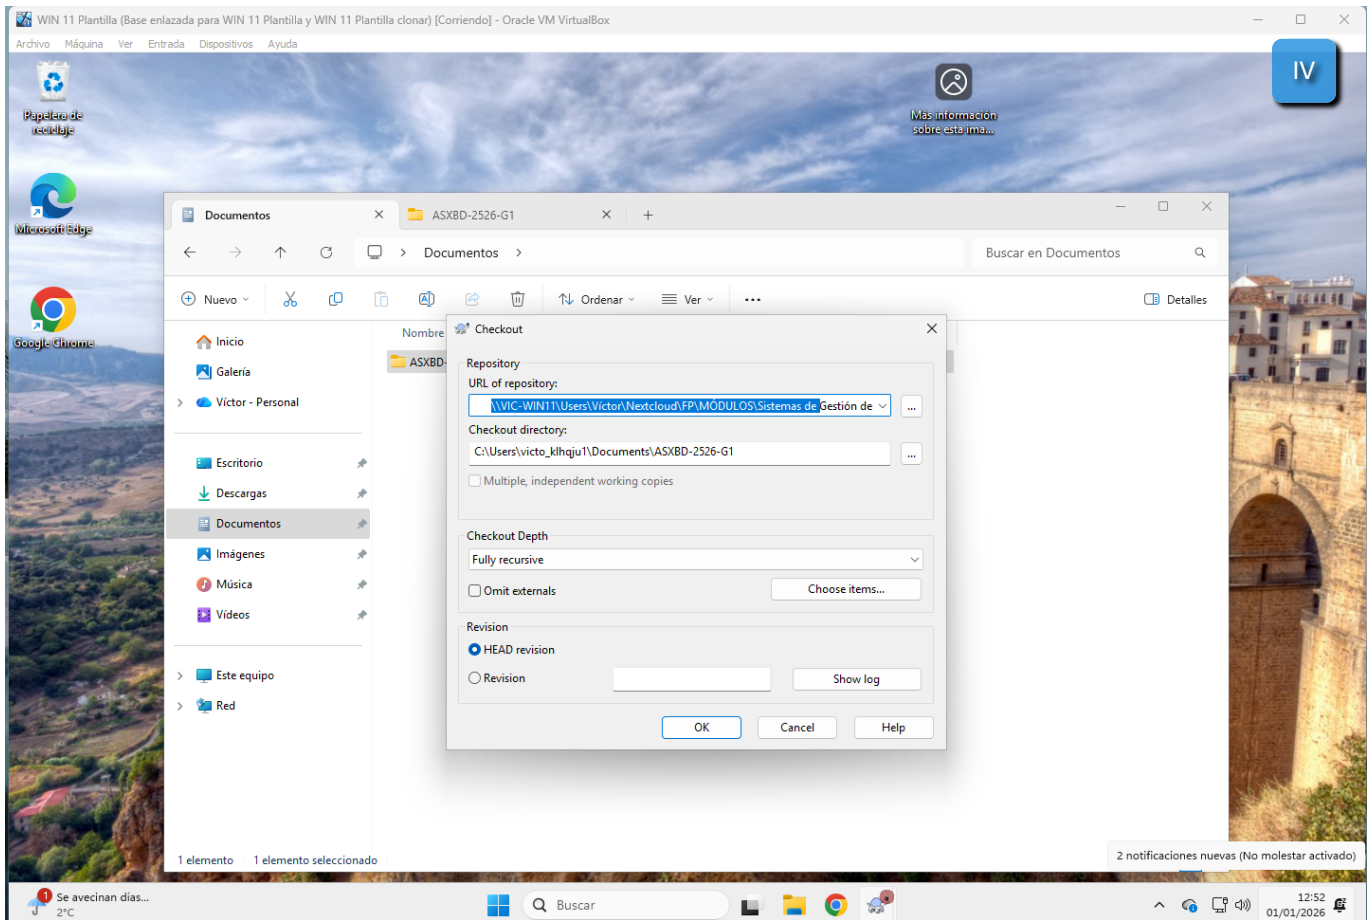 WIN 11 Plantilla (Base enlazada para WIN 11 Plantilla y WIN 11 Plantilla clonar) [Corriendo] - Oracle VM VirtualBox
Archivo Máquina Ver Entrada Dispositivos Ayuda
IV
Papelera de
reciclaje
Más información
sobre esta ima...
Microsoft Edge
Google Chrome
Documentos
ASXBD-2526-G1
Documentos
Buscar en Documentos
Nuevo
Ordenar
Ver
Detalles
Inicio
Galería
Víctor - Personal
Escritorio
Descargas
Documentos
Imágenes
Música
Vídeos
Este equipo
Red
Nombre
ASXBD-
Checkout
Repository
URL of repository:
\\VIC-WIN11\Users\Víctor\Nextcloud\FP\MÓDULOS\Sistemas de Gestión de
...
Checkout directory:
C:\Users\victo_klhqju1\Documents\ASXBD-2526-G1
...
Multiple, independent working copies
Checkout Depth
Fully recursive
Omit externals
Choose items...
Revision
HEAD revision
Revision
Show log
OK
Cancel
Help
1 elemento 1 elemento seleccionado
2 notificaciones nuevas (No molestar activado)
1
Se avecinan días...
2°C
Buscar
12:52
01/01/2026